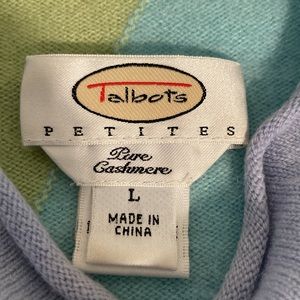 Talbots
PETITES
Pure
Cashmere
L
MADE IN
CHINA